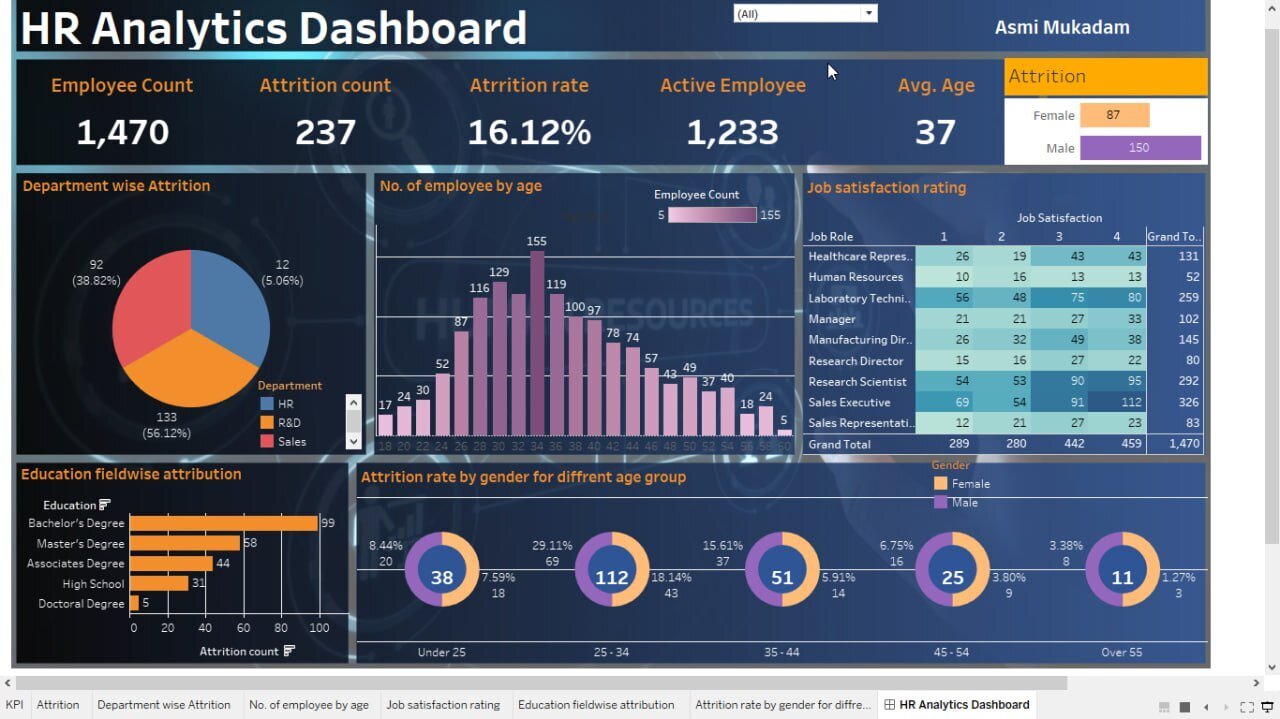 HR Analytics Dashboard
(All)
Asmi Mukadam
Employee Count
1,470
Attrition count
237
Atrrition rate
16.12%
Active Employee
1,233
Avg. Age
37
Attrition
Female 87
Male 150
Department wise Attrition
92
(38.82%)
12
(5.06%)
133
(56.12%)
Department
HR
R&D
Sales
No. of employee by age
Employee Count
5 155
17 24 30 52 87 116 129 155 119 100 97 78 74 57 43 49 37 40 18 24 5
18 20 22 24 26 28 30 32 34 36 38 40 42 44 46 48 50 52 54 56 58 60
HUMAN RESOURCES
Job satisfaction rating
Job Satisfaction
Job Role 1 2 3 4 Grand To..
Healthcare Repres.. 26 19 43 43 131
Human Resources 10 16 13 13 52
Laboratory Techni.. 56 48 75 80 259
Manager 21 21 27 33 102
Manufacturing Dir.. 26 32 49 38 145
Research Director 15 16 27 22 80
Research Scientist 54 53 90 95 292
Sales Executive 69 54 91 112 326
Sales Representati.. 12 21 27 23 83
Grand Total 289 280 442 459 1,470
Education fieldwise attribution
Education
Bachelor's Degree 99
Master's Degree 58
Associates Degree 44
High School 31
Doctoral Degree 5
0 20 40 60 80 100
Attrition count
Attrition rate by gender for diffrent age group
Gender
Female
Male
8.44%
20
38
7.59%
18
29.11%
69
112
18.14%
43
15.61%
37
51
5.91%
14
6.75%
16
25
3.80%
9
3.38%
8
11
1.27%
3
Under 25 25 - 34 35 - 44 45 - 54 Over 55
KPI Attrition Department wise Attrition No. of employee by age Job satisfaction rating Education fieldwise attribution Attrition rate by gender for diffre... HR Analytics Dashboard